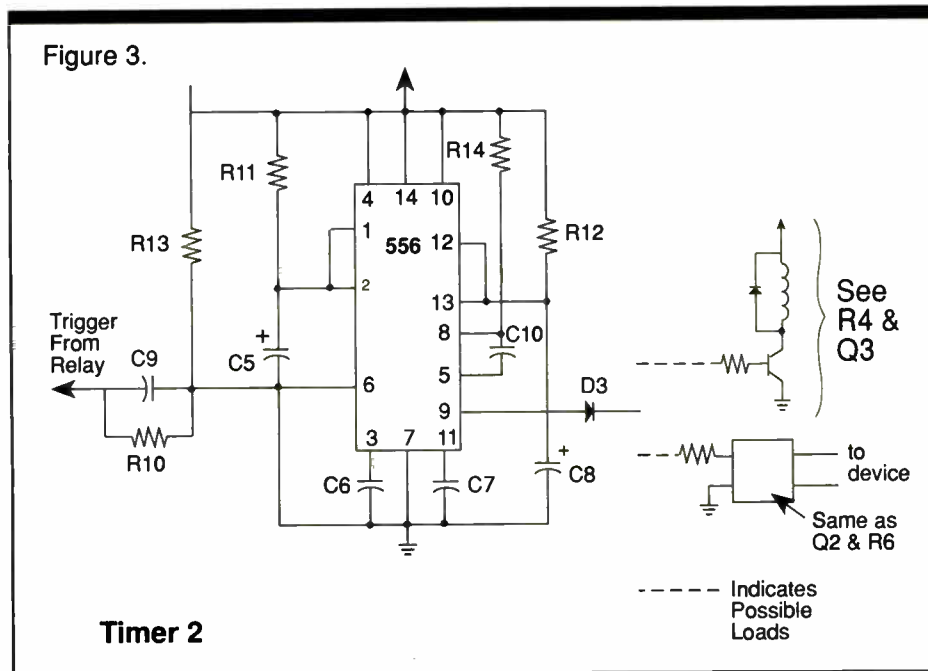 Figure 3.
R11
R14
R13
R12
4
14
10
1
556
12
2
13
8
C10
Trigger
From
Relay
C9
+
C5
6
5
9
D3
R10
3
7
11
C6
C7
+
C8
See
R4 &
Q3
to
device
Same as
Q2 & R6
Indicates
Possible
Loads
Timer 2